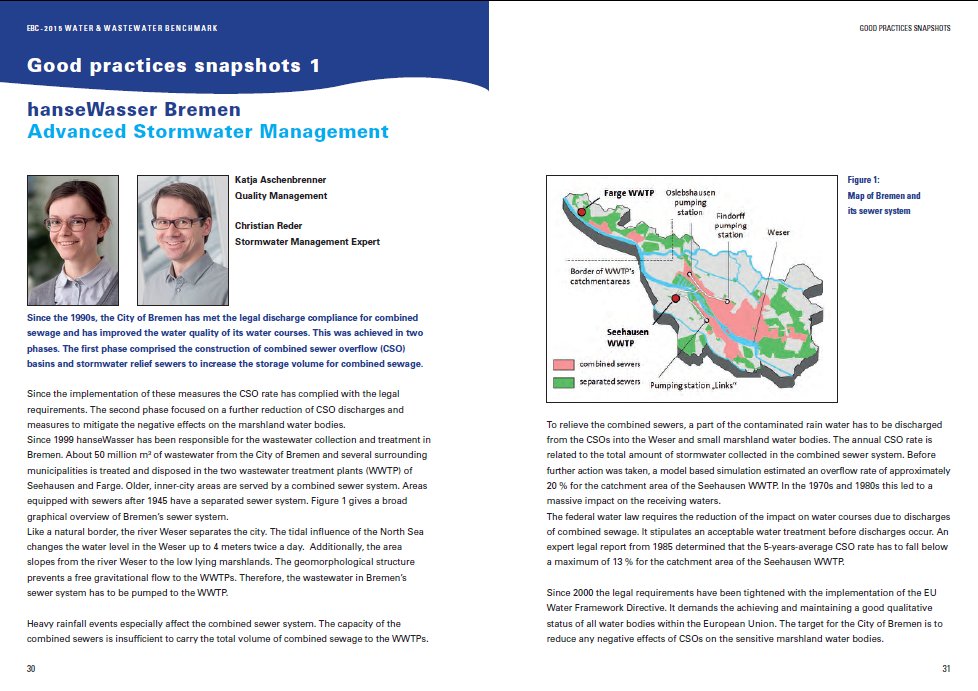 EBC - 2015 WATER & WASTEWATER BENCHMARK
Good practices snapshots 1
hanseWasser Bremen
Advanced Stormwater Management
Katja Aschenbrenner
Quality Management
Christian Reder
Stormwater Management Expert
Since the 1990s, the City of Bremen has met the legal discharge compliance for combined
sewage and has improved the water quality of its water courses. This was achieved in two
phases. The first phase comprised the construction of combined sewer overflow (CSO)
basins and stormwater relief sewers to increase the storage volume for combined sewage.
Since the implementation of these measures the CSO rate has complied with the legal
requirements. The second phase focused on a further reduction of CSO discharges and
measures to mitigate the negative effects on the marshland water bodies.
Since 1999 hanseWasser has been responsible for the wastewater collection and treatment in
Bremen. About 50 million m³ of wastewater from the City of Bremen and several surrounding
municipalities is treated and disposed in the two wastewater treatment plants (WWTP) of
Seehausen and Farge. Older, inner-city areas are served by a combined sewer system. Areas
equipped with sewers after 1945 have a separated sewer system. Figure 1 gives a broad
graphical overview of Bremen's sewer system.
Like a natural border, the river Weser separates the city. The tidal influence of the North Sea
changes the water level in the Weser up to 4 meters twice a day. Additionally, the area
slopes from the river Weser to the low lying marshlands. The geomorphological structure
prevents a free gravitational flow to the WWTPs. Therefore, the wastewater in Bremen's
sewer system has to be pumped to the WWTP.
Heavy rainfall events especially affect the combined sewer system. The capacity of the
combined sewers is insufficient to carry the total volume of combined sewage to the WWTPs.
30
GOOD PRACTICES SNAPSHOTS
Farge WWTP
Oslebshausen
pumping
station
Findorff
pumping
station
Weser
Border of WWTP's
catchment areas
Seehausen
WWTP
combined sewers
separated sewers
Pumping station „Links“
Figure 1:
Map of Bremen and
its sewer system
To relieve the combined sewers, a part of the contaminated rain water has to be discharged
from the CSOs into the Weser and small marshland water bodies. The annual CSO rate is
related to the total amount of stormwater collected in the combined sewer system. Before
further action was taken, a model based simulation estimated an overflow rate of approximately
20 % for the catchment area of the Seehausen WWTP. In the 1970s and 1980s this led to a
massive impact on the receiving waters.
The federal water law requires the reduction of the impact on water courses due to discharges
of combined sewage. It stipulates an acceptable water treatment before discharges occur. An
expert legal report from 1985 determined that the 5-years-average CSO rate has to fall below
a maximum of 13 % for the catchment area of the Seehausen WWTP.
Since 2000 the legal requirements have been tightened with the implementation of the EU
Water Framework Directive. It demands the achieving and maintaining a good qualitative
status of all water bodies within the European Union. The target for the City of Bremen is to
reduce any negative effects of CSOs on the sensitive marshland water bodies.
31